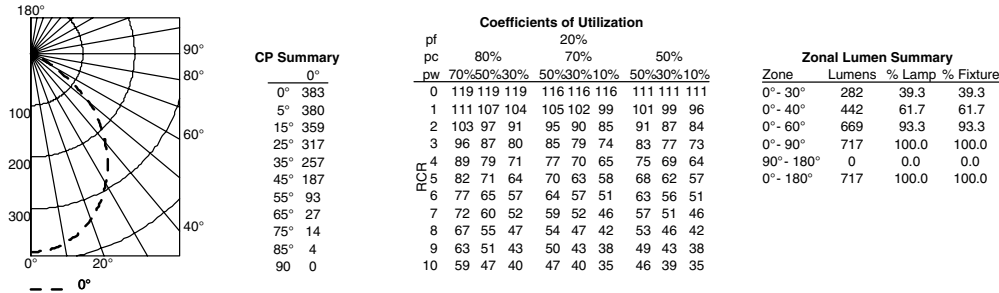 180°
90°
80°
60°
40°
20°
0°
100
200
300
0°
CP Summary
0°
0° 383
5° 380
15° 359
25° 317
35° 257
45° 187
55° 93
65° 27
75° 14
85° 4
90 0
Coefficients of Utilization
pf 20%
pc 80% 70% 50%
pw 70%50%30% 50%30%10% 50%30%10%
RCR
0 119 119 119 116 116 116 111 111 111
1 111 107 104 105 102 99 101 99 96
2 103 97 91 95 90 85 91 87 84
3 96 87 80 85 79 74 83 77 73
4 89 79 71 77 70 65 75 69 64
5 82 71 64 70 63 58 68 62 57
6 77 65 57 64 57 51 63 56 51
7 72 60 52 59 52 46 57 51 46
8 67 55 47 54 47 42 53 46 42
9 63 51 43 50 43 38 49 43 38
10 59 47 40 47 40 35 46 39 35
Zonal Lumen Summary
Zone Lumens % Lamp % Fixture
0°- 30° 282 39.3 39.3
0°- 40° 442 61.7 61.7
0°- 60° 669 93.3 93.3
0°- 90° 717 100.0 100.0
90°- 180° 0 0.0 0.0
0°- 180° 717 100.0 100.0